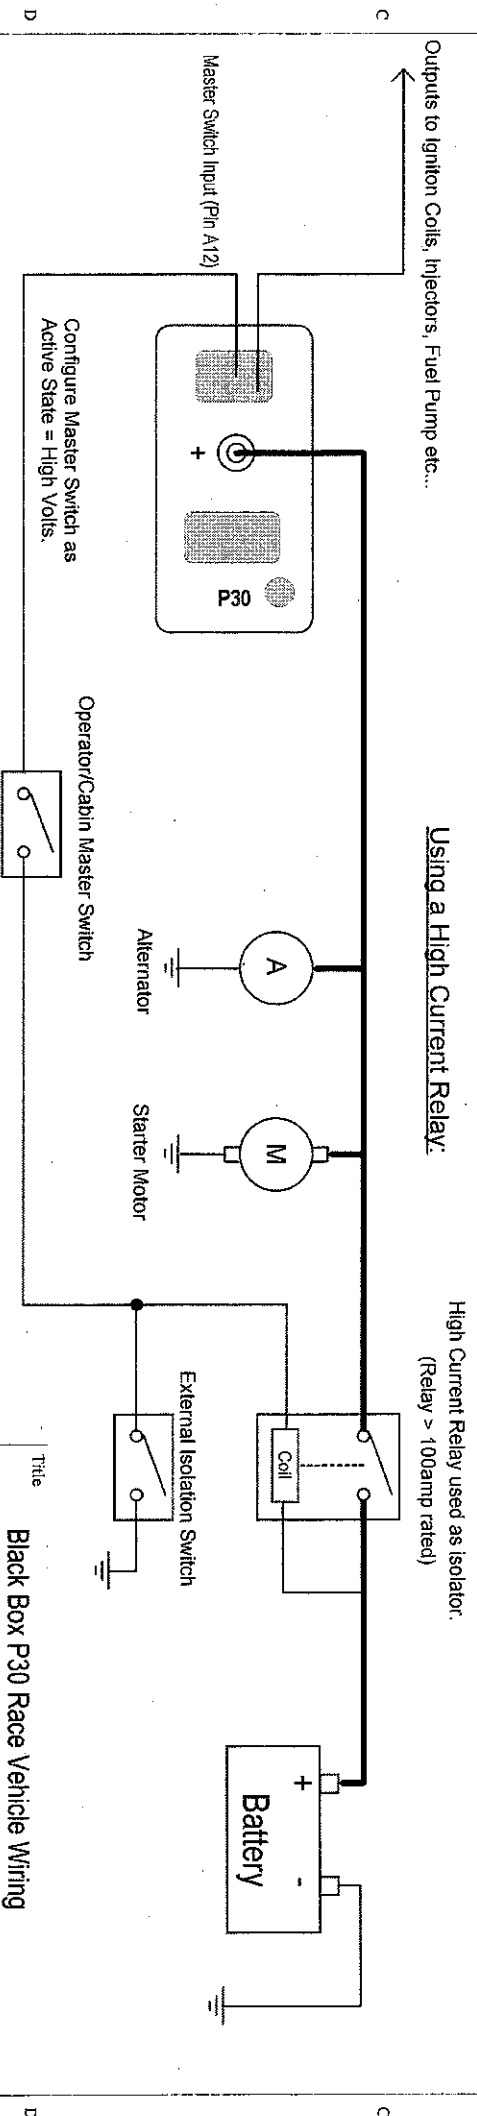 D
C
Outputs to Igniton Coils, Injectors, Fuel Pump etc...
Master Switch Input (Pin A12)
Configure Master Switch as
Active State = High Volts.
+
P30
Using a High Current Relay:
Operator/Cabin Master Switch
A
Alternator
M
Starter Motor
High Current Relay used as isolator.
(Relay > 100amp rated)
Coil
External Isolation Switch
+
-
Battery
Title
Black Box P30 Race Vehicle Wiring